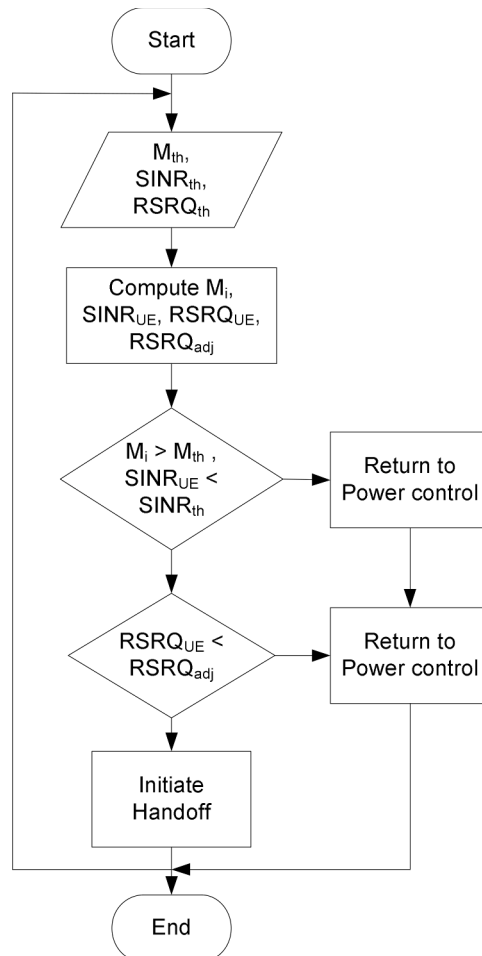 Start
M_th,
SINR_th,
RSRQ_th
Compute M_i,
SINR_UE, RSRQ_UE,
RSRQ_adj
M_i > M_th ,
SINR_UE <
SINR_th
Return to
Power control
RSRQ_UE <
RSRQ_adj
Return to
Power control
Initiate
Handoff
End